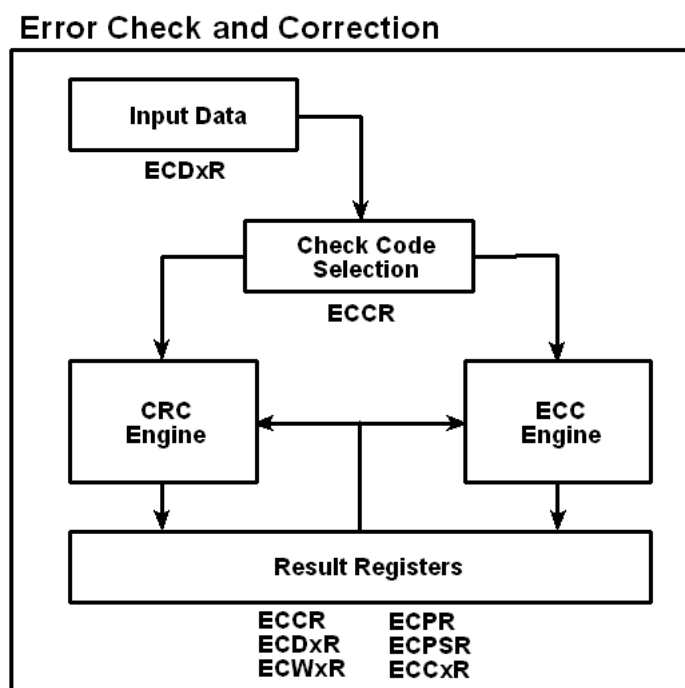 Error Check and Correction
Input Data
ECDxR
Check Code
Selection
ECCR
CRC
Engine
ECC
Engine
Result Registers
ECCR ECPR
ECDxR ECPSR
ECWxR ECCxR